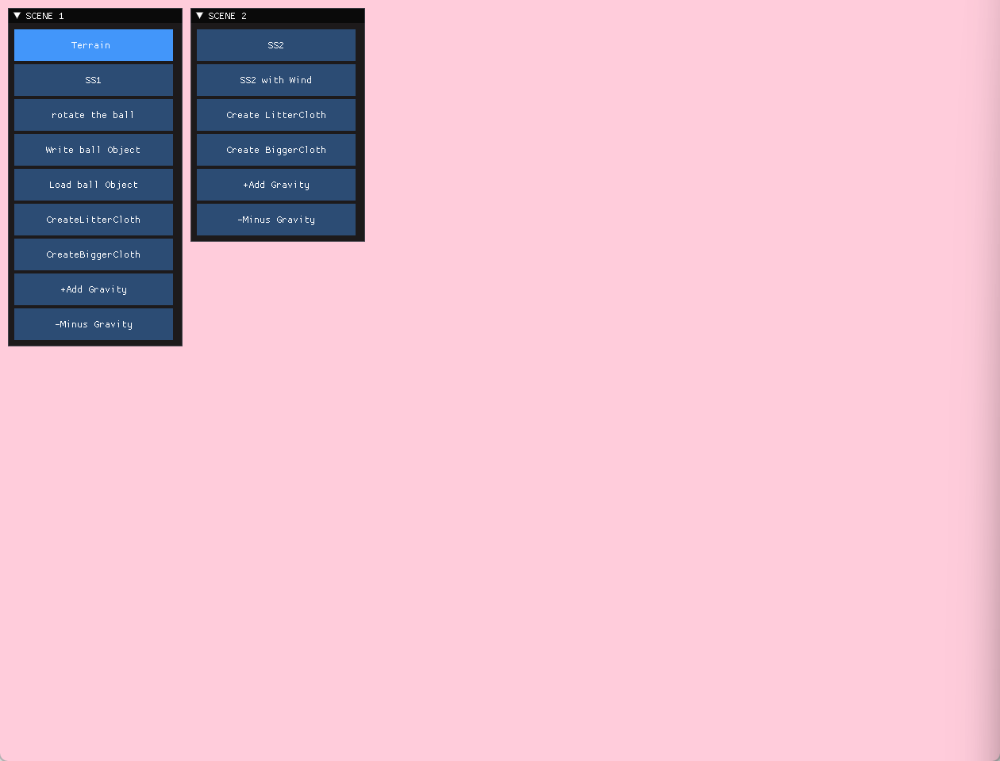 SCENE 1
Terrain
SS1
rotate the ball
Write ball Object
Load ball Object
CreateLitterCloth
CreateBiggerCloth
+Add Gravity
-Minus Gravity
SCENE 2
SS2
SS2 with Wind
Create LitterCloth
Create BiggerCloth
+Add Gravity
-Minus Gravity